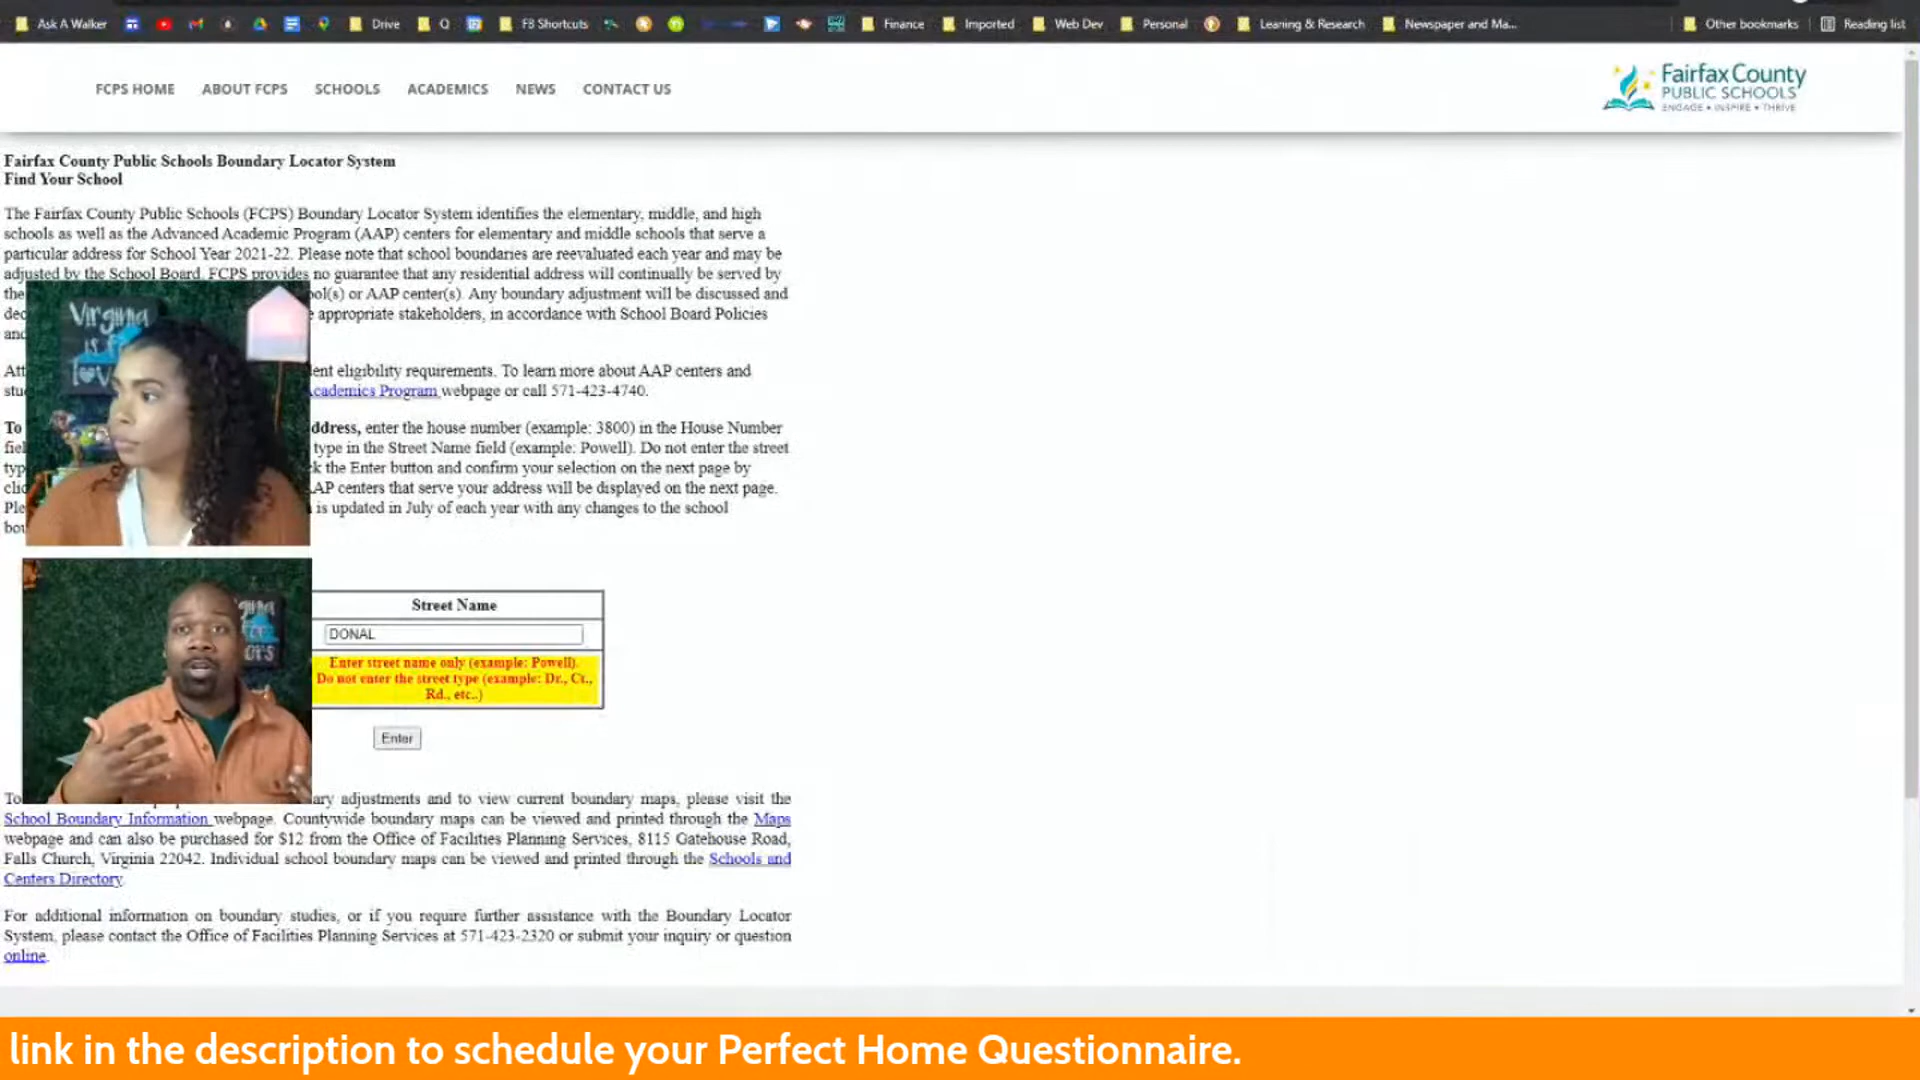 Ask A Walker
Drive
Q
FB Shortcuts
Finance
Imported
Web Dev
Personal
Leaning & Research
Newspaper and Ma...
Other bookmarks
Reading list
FCPS HOME
ABOUT FCPS
SCHOOLS
ACADEMICS
NEWS
CONTACT US
Fairfax County
PUBLIC SCHOOLS
ENGAGE • INSPIRE • THRIVE
Fairfax County Public Schools Boundary Locator System
Find Your School
The Fairfax County Public Schools (FCPS) Boundary Locator System identifies the elementary, middle, and high
schools as well as the Advanced Academic Program (AAP) centers for elementary and middle schools that serve a
particular address for School Year 2021-22. Please note that school boundaries are reevaluated each year and may be
adjusted by the School Board. FCPS provides no guarantee that any residential address will continually be served by
the ool(s) or AAP center(s). Any boundary adjustment will be discussed and
dec appropriate stakeholders, in accordance with School Board Policies
and
Att ent eligibility requirements. To learn more about AAP centers and
stu cademics Program webpage or call 571-423-4740.
To ddress, enter the house number (example: 3800) in the House Number
fiel type in the Street Name field (example: Powell). Do not enter the street
typ k the Enter button and confirm your selection on the next page by
clic AP centers that serve your address will be displayed on the next page.
Ple is updated in July of each year with any changes to the school
bou
Virginia
is f
lov
Street Name
DONAL
Enter street name only (example: Powell).
Do not enter the street type (example: Dr., Ct.,
Rd., etc..)
Enter
To ary adjustments and to view current boundary maps, please visit the
School Boundary Information webpage. Countywide boundary maps can be viewed and printed through the Maps
webpage and can also be purchased for $12 from the Office of Facilities Planning Services, 8115 Gatehouse Road,
Falls Church, Virginia 22042. Individual school boundary maps can be viewed and printed through the Schools and
Centers Directory.
For additional information on boundary studies, or if you require further assistance with the Boundary Locator
System, please contact the Office of Facilities Planning Services at 571-423-2320 or submit your inquiry or question
online.
link in the description to schedule your Perfect Home Questionnaire.